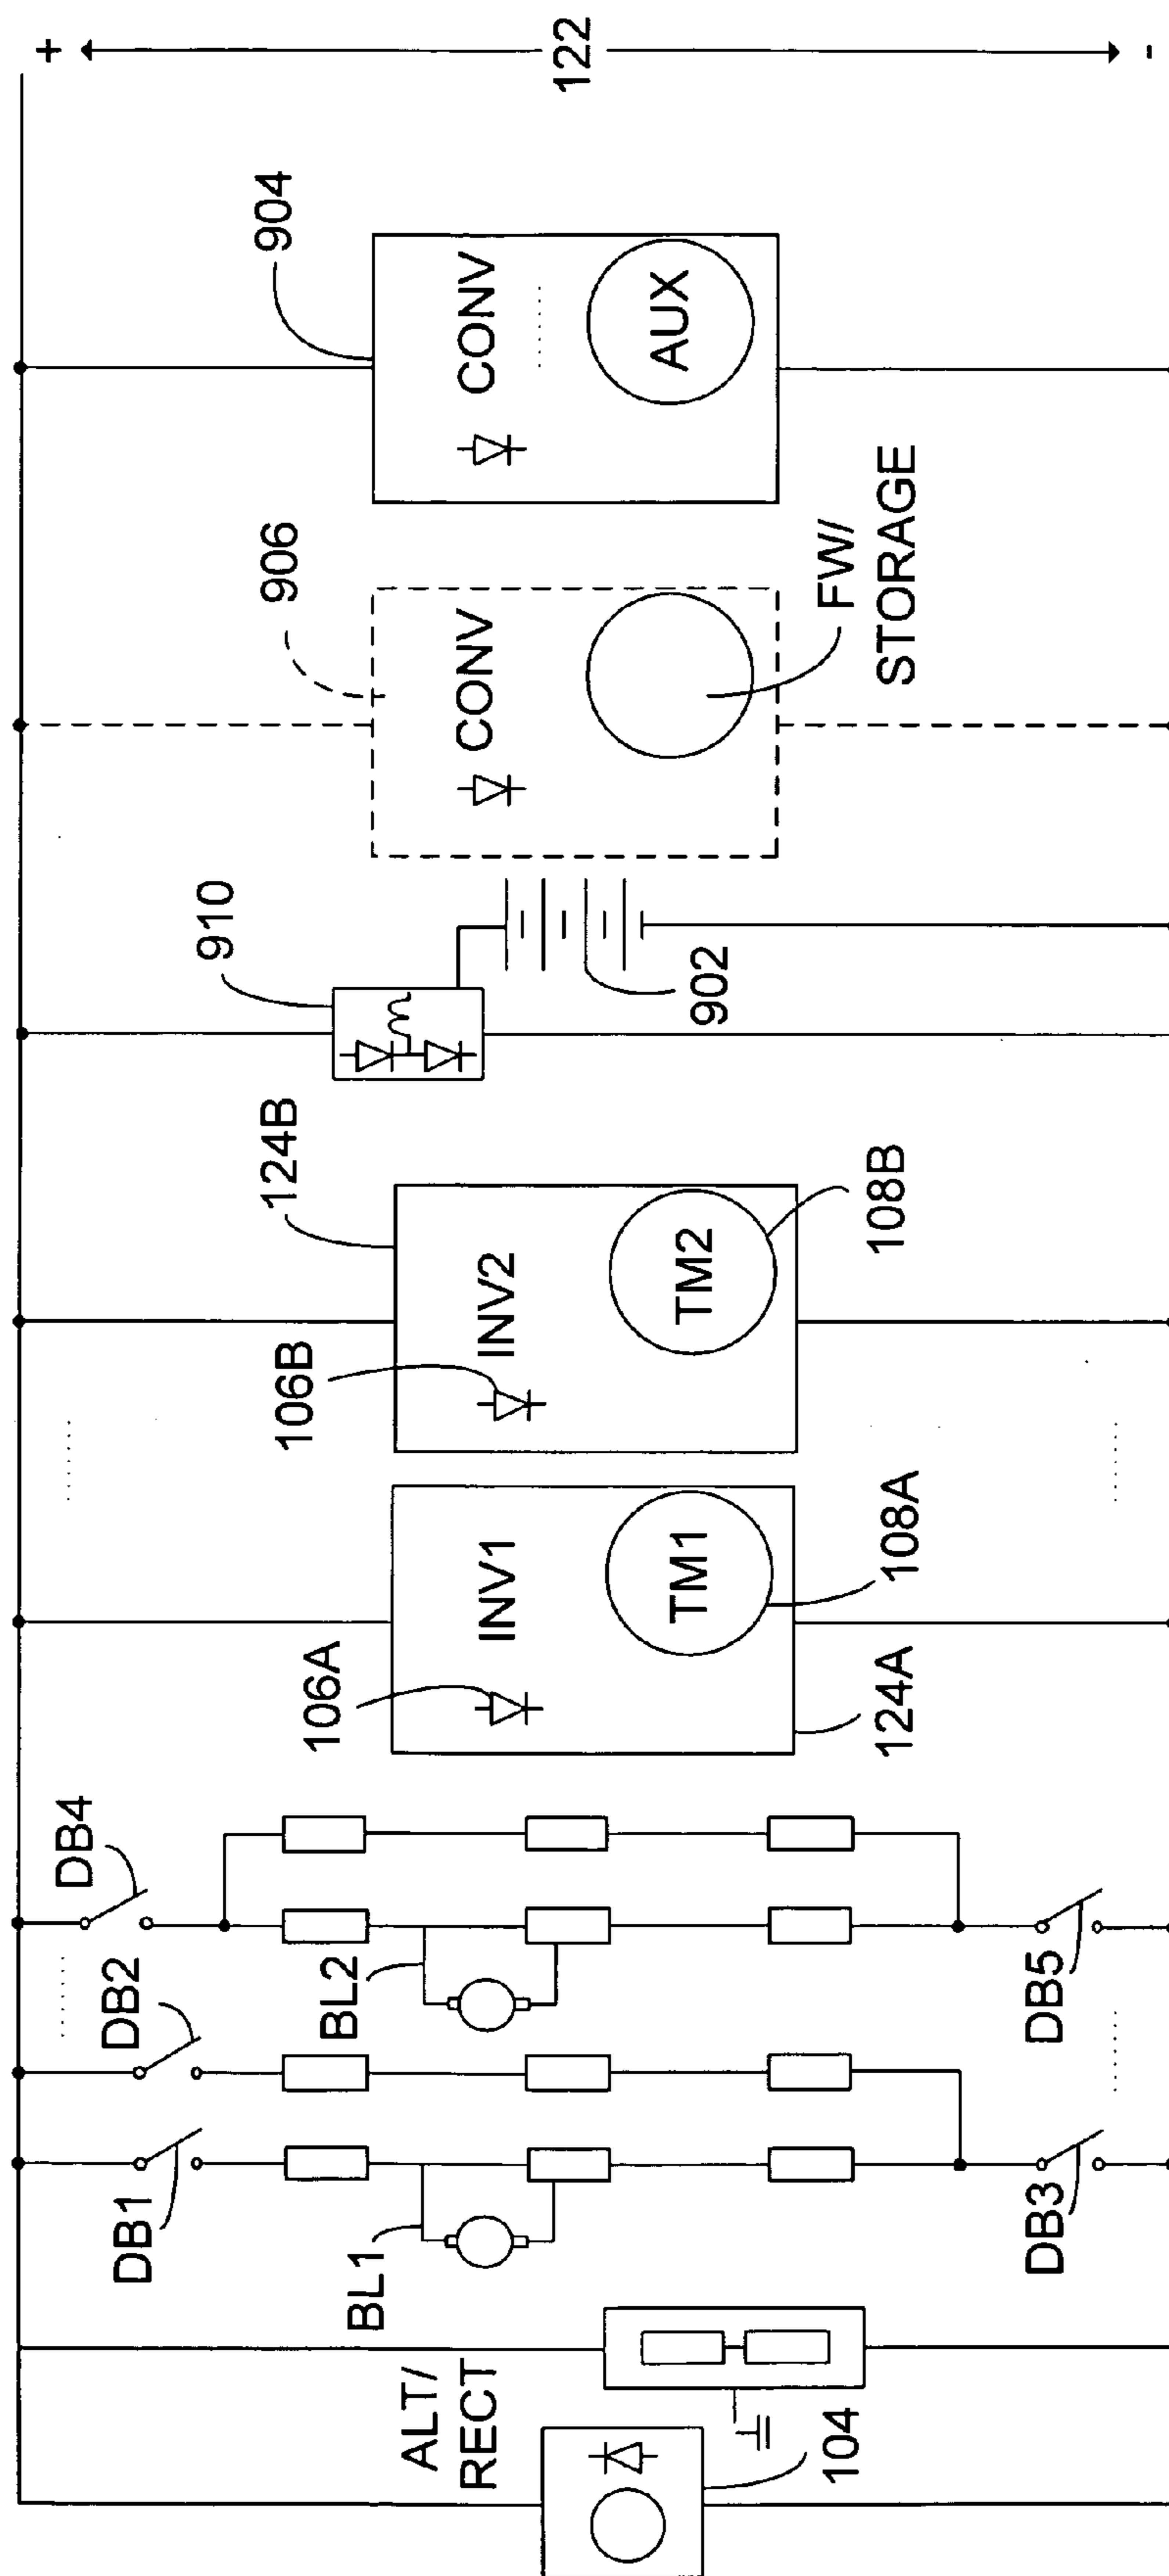 +
122
-
904
CONV
AUX
906
CONV
FW/
STORAGE
910
902
124B
INV2
106B
TM2
108B
INV1
106A
TM1
108A
124A
DB4
DB2
BL2
DB5
DB1
BL1
DB3
ALT/
RECT
104